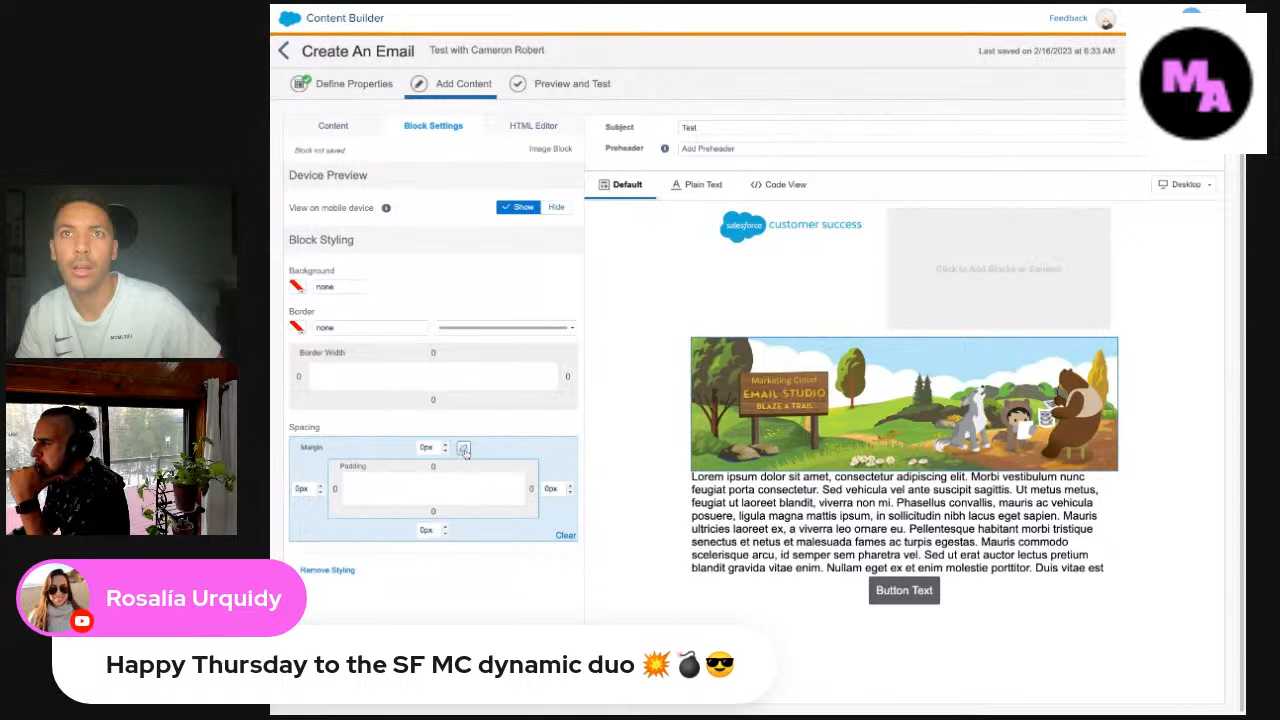 Content Builder
Feedback
Create An Email
Test with Cameron Robert
Last saved on 2/16/2023 at 6:33 AM
MA
Define Properties
Add Content
Preview and Test
Content
Block Settings
HTML Editor
Subject
Test
Block not saved
Image Block
Preheader
Add Preheader
Device Preview
Default
Plain Text
Code View
Desktop
View on mobile device
Show
Hide
salesforce customer success
Block Styling
Background
none
Click to Add Blocks or Content
Border
none
Border Width
0
0
0
0
Marketing Cloud
EMAIL STUDIO
BLAZE A TRAIL
Spacing
Margin
0px
Padding
0
0px
0
0
0px
0
0px
Clear
Remove Styling
Lorem ipsum dolor sit amet, consectetur adipiscing elit. Morbi vestibulum nunc
feugiat porta consectetur. Sed vehicula vel ante suscipit sagittis. Ut metus metus,
feugiat ut laoreet blandit, viverra non mi. Phasellus convallis, mauris ac vehicula
posuere, ligula magna mattis ipsum, in sollicitudin nibh lacus eget sapien. Mauris
ultricies laoreet ex, a viverra leo ornare eu. Pellentesque habitant morbi tristique
senectus et netus et malesuada fames ac turpis egestas. Mauris commodo
scelerisque arcu, id semper sem pharetra vel. Sed ut erat auctor lectus pretium
blandit gravida vitae enim. Nullam eget ex et enim molestie porttitor. Duis vitae est
Button Text
Rosalía Urquidy
Happy Thursday to the SF MC dynamic duo 💥💣😎